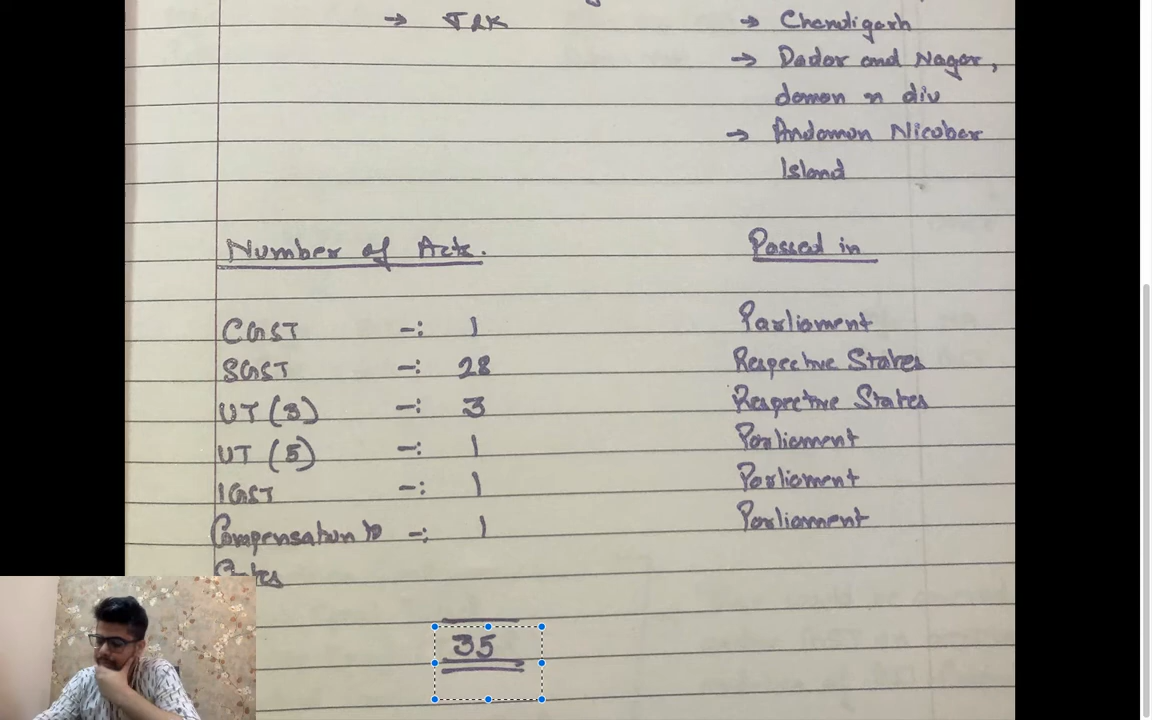 → J&K → Chandigarh
→ Dadar and Nagar,
daman n diu
→ Andaman Nicobar
Island
Number of Acts. Passed in
CGST -: 1 Parliament
SGST -: 28 Respective States
UT (3) -: 3 Respective States
UT (5) -: 1 Parliament
IGST -: 1 Parliament
Compensation to -: 1 Parliament
States
35